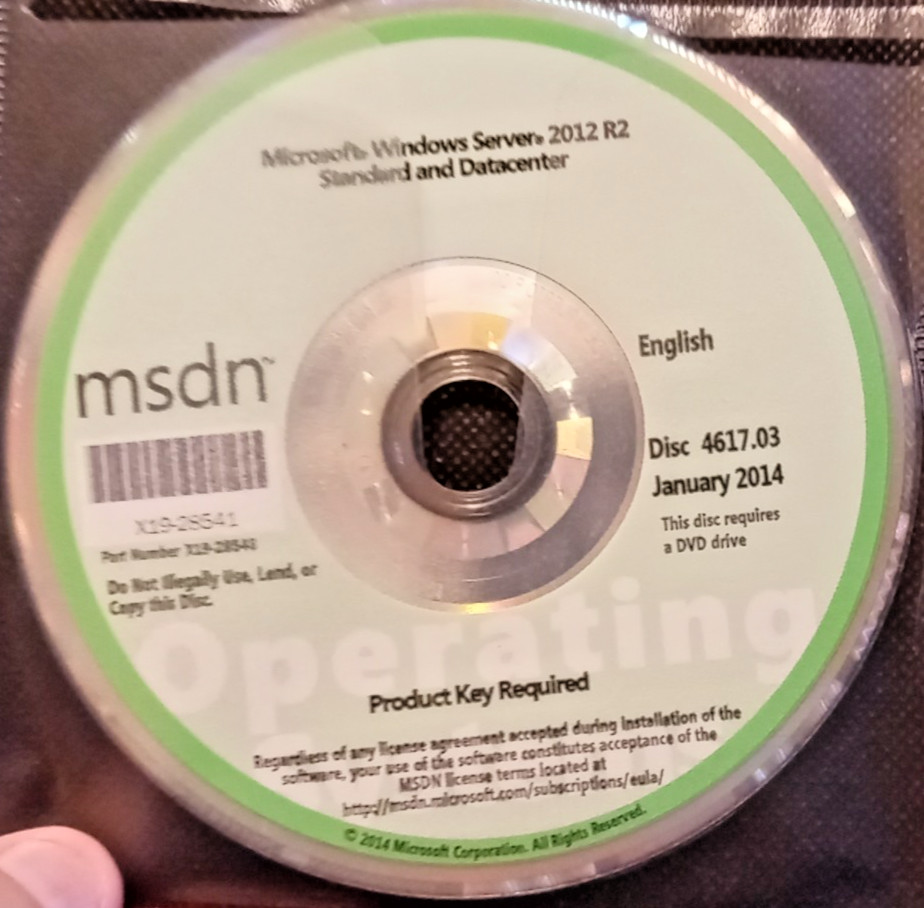 Microsoft® Windows Server® 2012 R2
Standard and Datacenter
English
msdn™
Disc 4617.03
January 2014
X19-28541
This disc requires
a DVD drive
Part Number
Do Not Illegally Use, Lend, or
Copy this Disc.
Operating
Product Key Required
Regardless of any license agreement accepted during installation of the
software, your use of the software constitutes acceptance of the
MSDN license terms located at
http://msdn.microsoft.com/subscriptions/eula/
© 2014 Microsoft Corporation. All Rights Reserved.